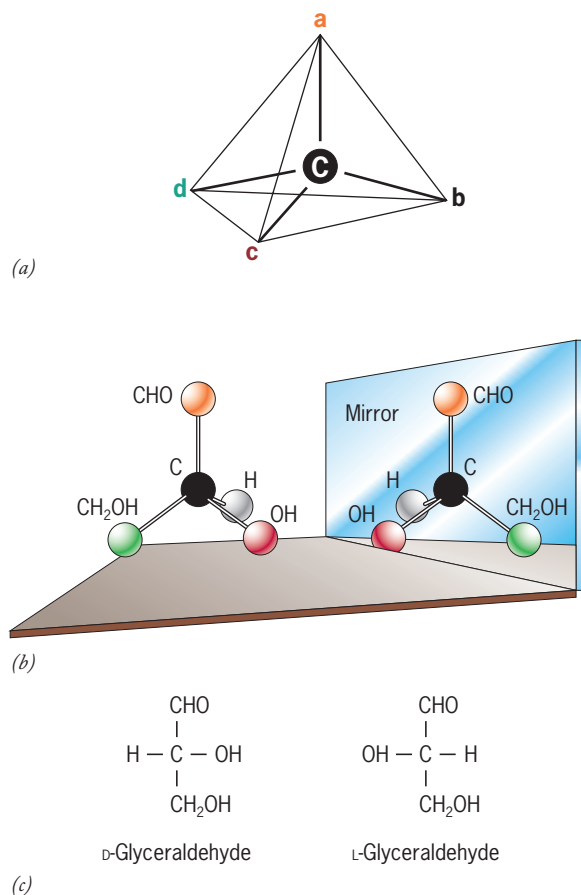 a
C
d
b
c
(a)
CHO
CHO
Mirror
C
C
H
H
CH₂OH
OH
OH
CH₂OH
(b)
CHO
CHO
H — C — OH
OH — C — H
CH₂OH
CH₂OH
D-Glyceraldehyde
L-Glyceraldehyde
(c)